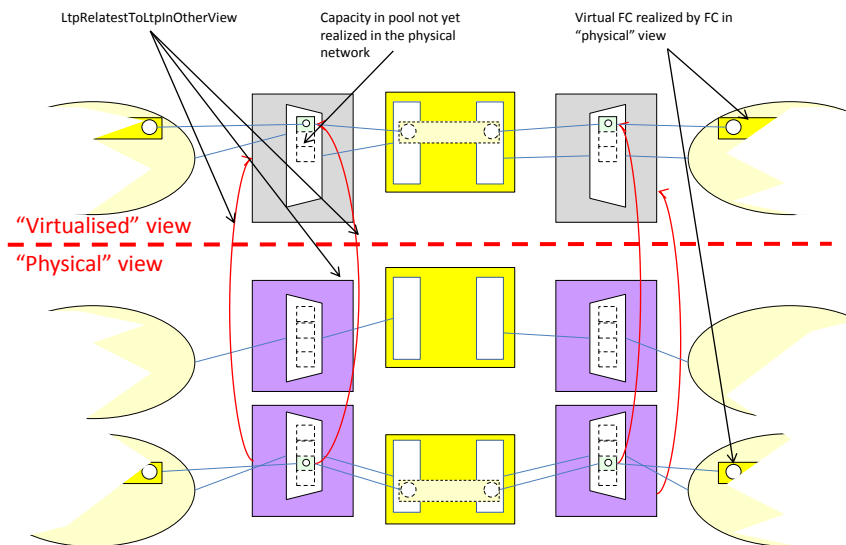 LtpRelatestToLtpInOtherView
Capacity in pool not yet
realized in the physical
network
Virtual FC realized by FC in
“physical” view
“Virtualised” view
“Physical” view